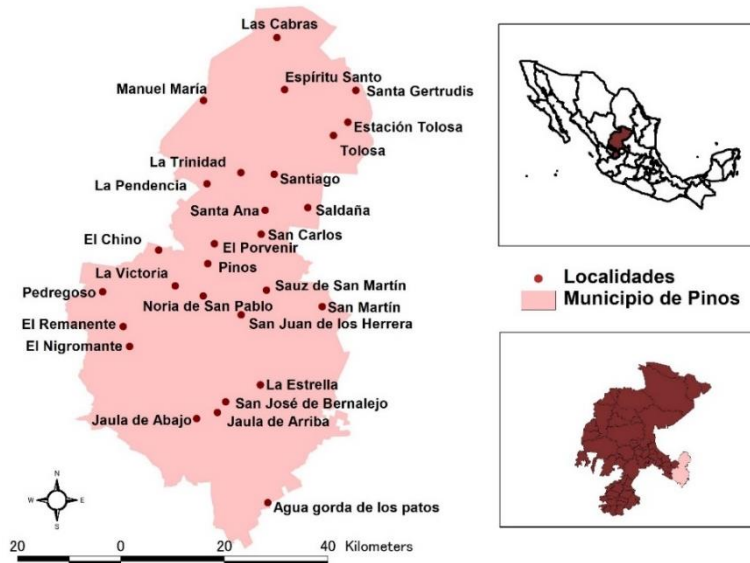 Las Cabras
Espíritu Santo
Manuel María
Santa Gertrudis
Estación Tolosa
Tolosa
La Trinidad
La Pendencia
Santiago
Santa Ana
Saldaña
San Carlos
El Chino
El Porvenir
Pinos
La Victoria
Sauz de San Martín
Pedregoso
Noria de San Pablo
San Martín
El Remanente
San Juan de los Herrera
El Nigromante
La Estrella
San José de Bernalejo
Jaula de Abajo
Jaula de Arriba
Agua gorda de los patos
N
W
E
S
20 0 20 40 Kilometers
Localidades
Municipio de Pinos